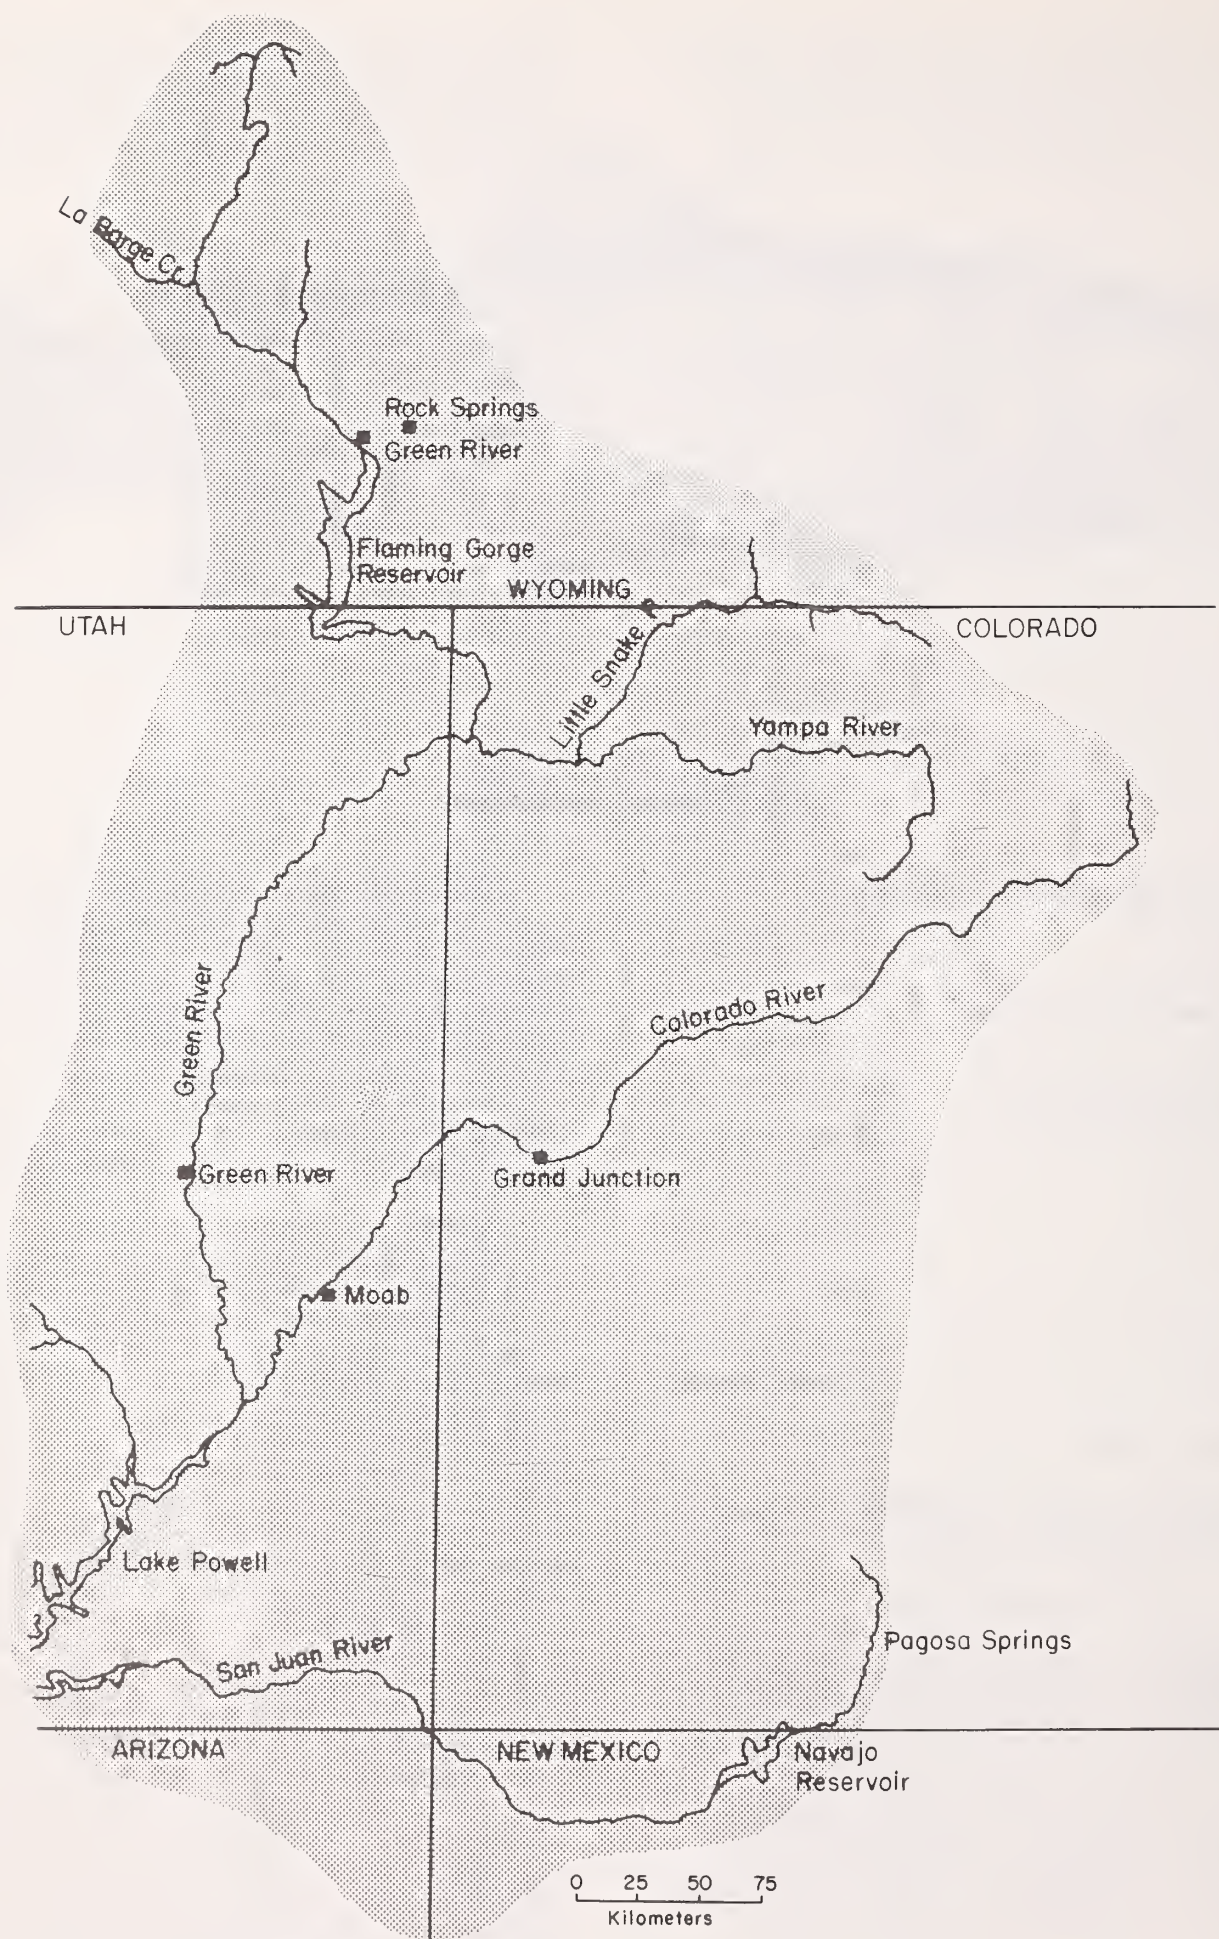 La Barge Cr.
Rock Springs
Green River
Flaming Gorge
Reservoir
WYOMING
UTAH
COLORADO
Little Snake
Yampa River
Green River
Colorado River
Green River
Grand Junction
Moab
Lake Powell
San Juan River
Pagosa Springs
ARIZONA
NEW MEXICO
Navajo
Reservoir
0 25 50 75
Kilometers